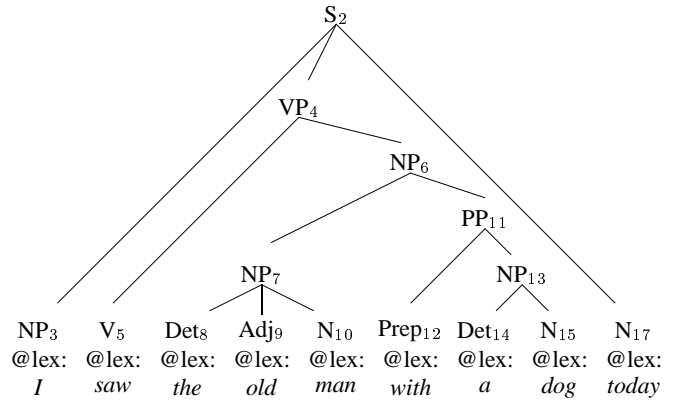 S₂
VP₄
NP₆
PP₁₁
NP₇ NP₁₃
NP₃ V₅ Det₈ Adj₉ N₁₀ Prep₁₂ Det₁₄ N₁₅ N₁₇
@lex: @lex: @lex: @lex: @lex: @lex: @lex: @lex: @lex:
I saw the old man with a dog today